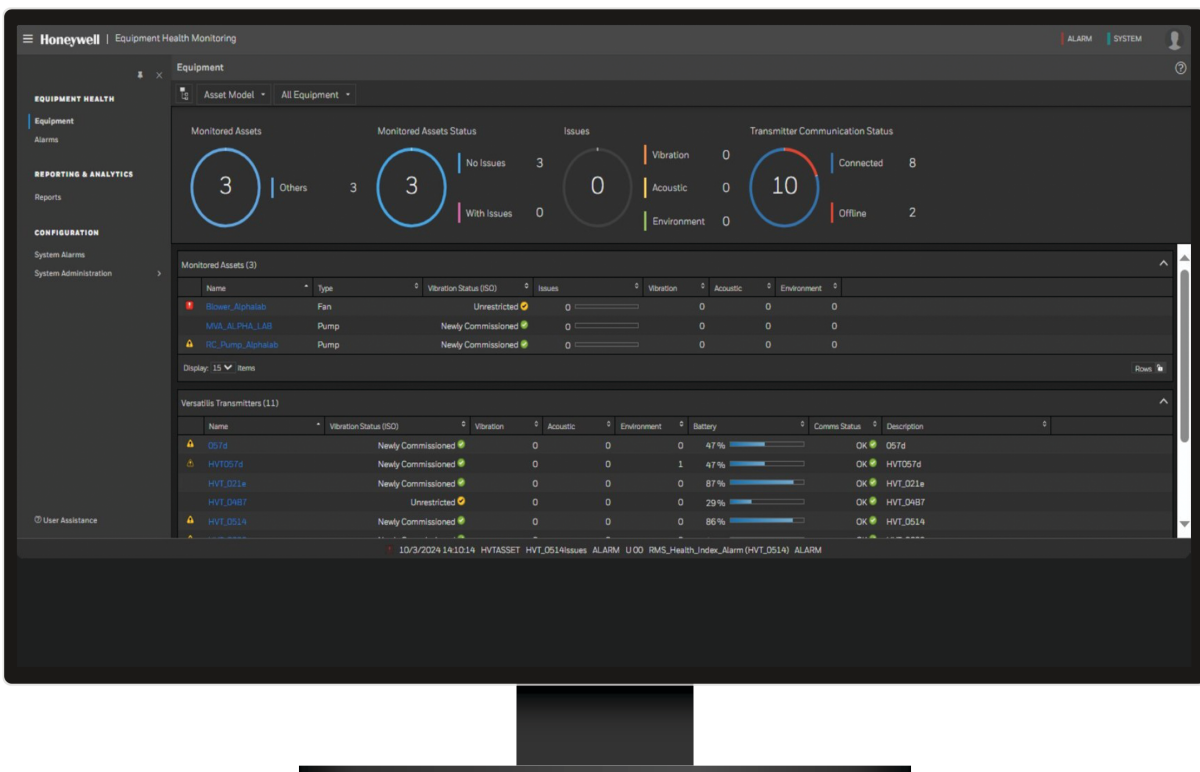 Honeywell | Equipment Health Monitoring
ALARM SYSTEM
EQUIPMENT HEALTH
Equipment
Alarms
REPORTING & ANALYTICS
Reports
CONFIGURATION
System Alarms
System Administration
User Assistance
Equipment
Asset Model All Equipment
Monitored Assets
3
Others 3
Monitored Assets Status
3
No Issues 3
With Issues 0
Issues
0
Vibration 0
Acoustic 0
Environment 0
Transmitter Communication Status
10
Connected 8
Offline 2
Monitored Assets (3)
Name Type Vibration Status (ISO) Issues Vibration Acoustic Environment
Blower_Alphalab Fan Unrestricted 0 0 0 0
MVA_ALPHA_LAB Pump Newly Commissioned 0 0 0 0
RC_Pump_Alphalab Pump Newly Commissioned 0 0 0 0
Display: 15 items Rows
Versatilis Transmitters (11)
Name Vibration Status (ISO) Vibration Acoustic Environment Battery Comms Status Description
057d Newly Commissioned 0 0 0 47% OK 057d
HVT057d Newly Commissioned 0 0 1 47% OK HVT057d
HVT_021e Newly Commissioned 0 0 0 87% OK HVT_021e
HVT_04B7 Unrestricted 0 0 0 29% OK HVT_04B7
HVT_0514 Newly Commissioned 0 0 0 86% OK HVT_0514
10/3/2024 14:10:14 HVTASSET HVT_0514Issues ALARM U 00 RMS_Health_Index_Alarm (HVT_0514) ALARM